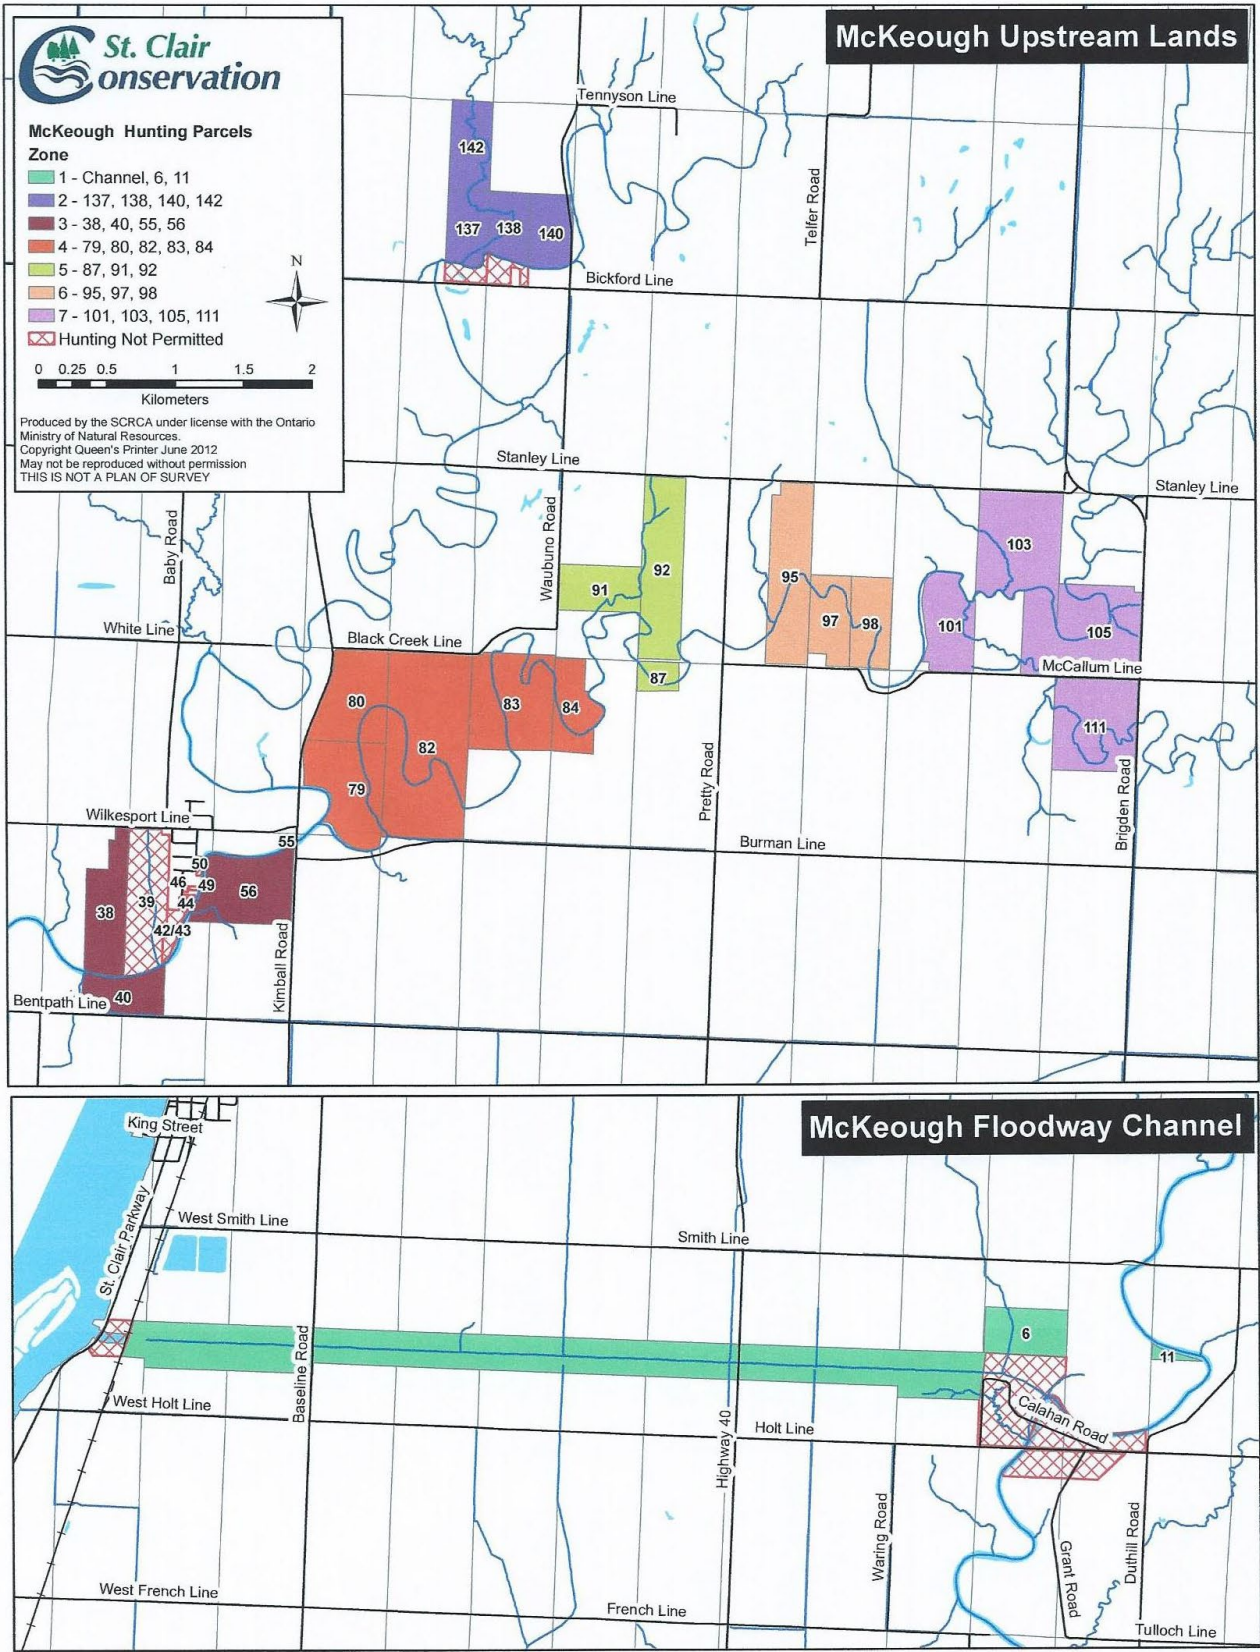 McKeough Upstream Lands
St. Clair
Conservation
McKeough Hunting Parcels
Zone
1 - Channel, 6, 11
2 - 137, 138, 140, 142
3 - 38, 40, 55, 56
4 - 79, 80, 82, 83, 84
5 - 87, 91, 92
6 - 95, 97, 98
7 - 101, 103, 105, 111
Hunting Not Permitted
N
0 0.25 0.5 1 1.5 2
Kilometers
Produced by the SCRCA under license with the Ontario
Ministry of Natural Resources.
Copyright Queen's Printer June 2012
May not be reproduced without permission
THIS IS NOT A PLAN OF SURVEY
Tennyson Line
142
Telfer Road
137
138
140
Bickford Line
Stanley Line
Stanley Line
Baby Road
Waubuno Road
103
92
91
95
97
98
101
105
White Line
Black Creek Line
McCallum Line
87
80
83
84
82
79
111
Pretty Road
Brigden Road
Wilkesport Line
55
Burman Line
50
46
49
56
39
44
38
42/43
Kimball Road
40
Bentpath Line
McKeough Floodway Channel
King Street
St. Clair Parkway
West Smith Line
Smith Line
6
11
Baseline Road
West Holt Line
Highway 40
Holt Line
Calahan Road
Waring Road
Grant Road
Duthill Road
West French Line
French Line
Tulloch Line